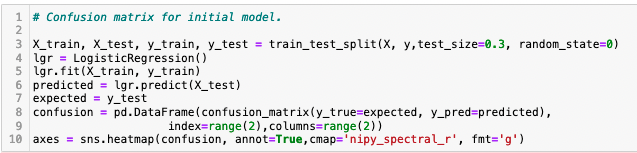 1 # Confusion matrix for initial model.
2
3 X_train, X_test, y_train, y_test = train_test_split(X, y,test_size=0.3, random_state=0)
4 lgr = LogisticRegression()
5 lgr.fit(X_train, y_train)
6 predicted = lgr.predict(X_test)
7 expected = y_test
8 confusion = pd.DataFrame(confusion_matrix(y_true=expected, y_pred=predicted),
9                     index=range(2),columns=range(2))
10 axes = sns.heatmap(confusion, annot=True,cmap='nipy_spectral_r', fmt='g')